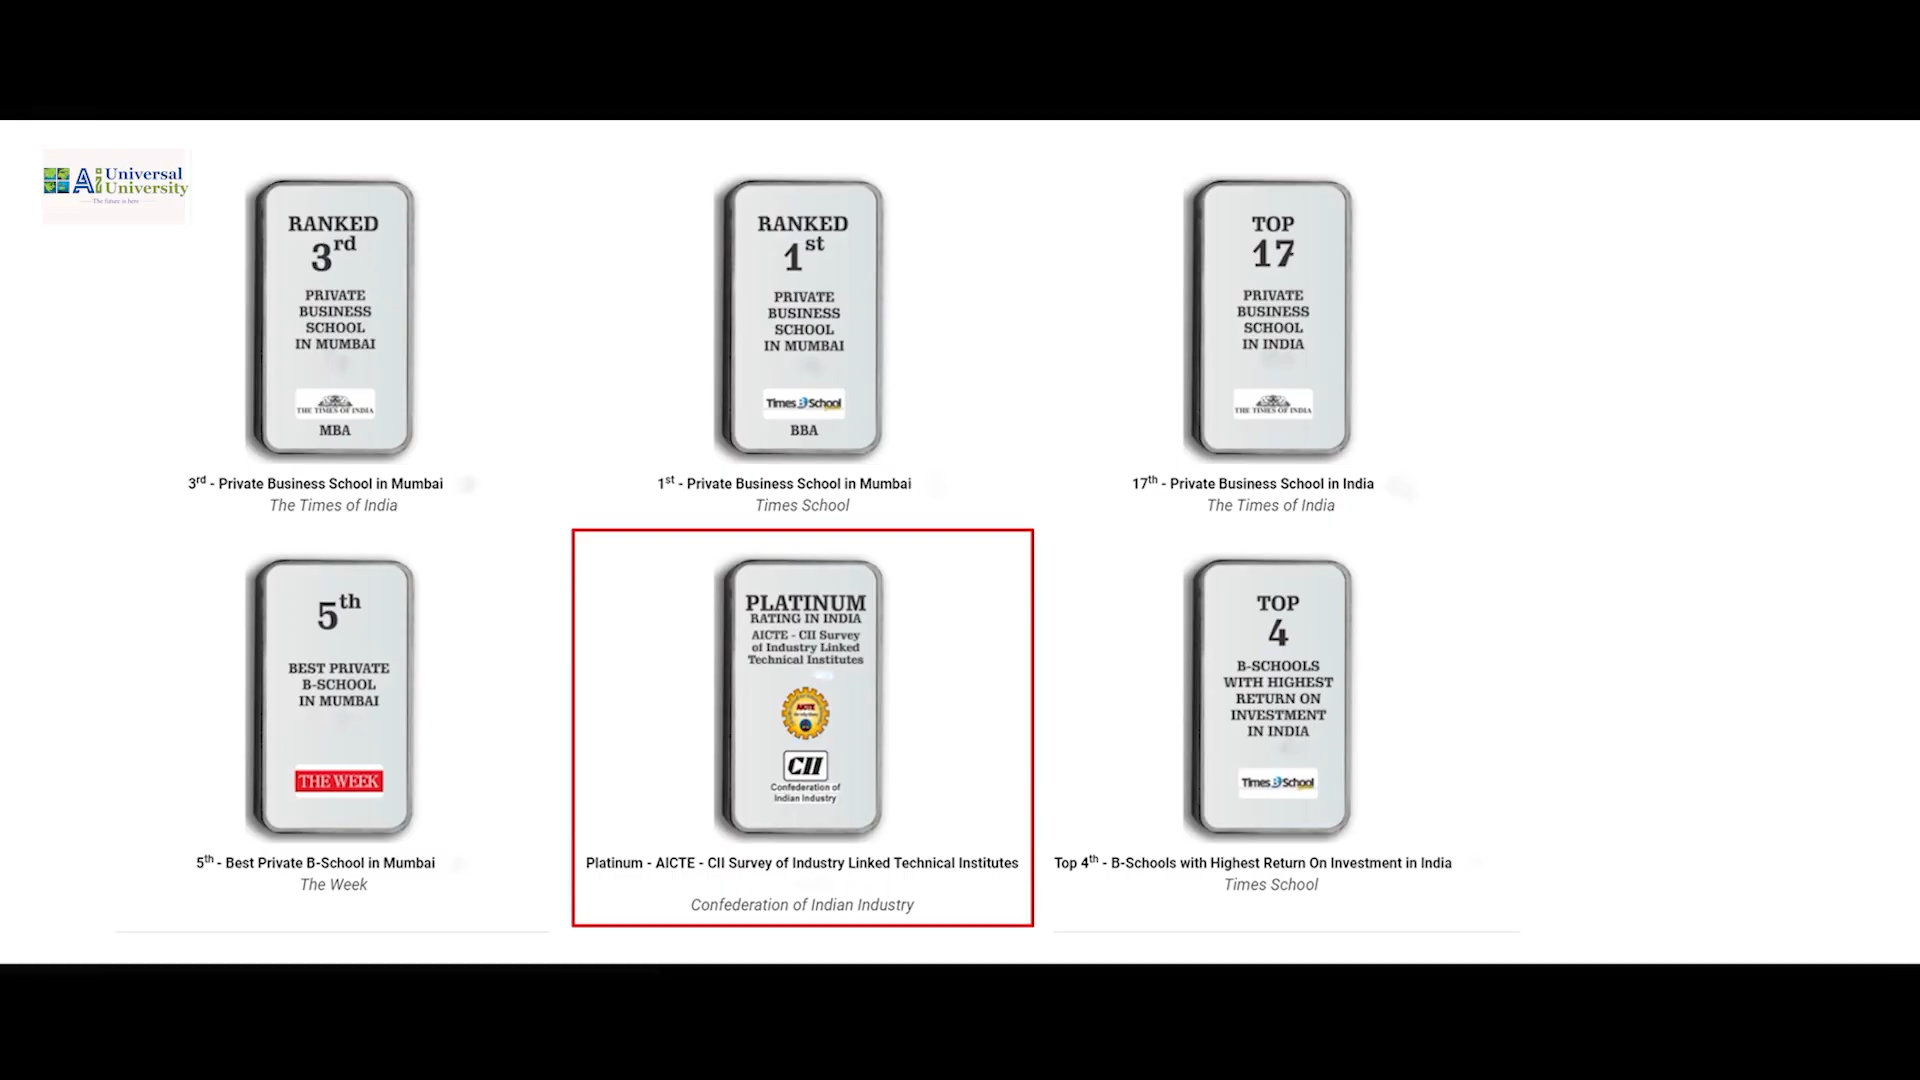 Ai Universal
University
The future is here
RANKED
3rd
PRIVATE
BUSINESS
SCHOOL
IN MUMBAI
THE TIMES OF INDIA
MBA
3rd - Private Business School in Mumbai
The Times of India
RANKED
1st
PRIVATE
BUSINESS
SCHOOL
IN MUMBAI
Times B School
BBA
1st - Private Business School in Mumbai
Times School
TOP
17
PRIVATE
BUSINESS
SCHOOL
IN INDIA
THE TIMES OF INDIA
17th - Private Business School in India
The Times of India
5th
BEST PRIVATE
B-SCHOOL
IN MUMBAI
THE WEEK
5th - Best Private B-School in Mumbai
The Week
PLATINUM
RATING IN INDIA
AICTE - CII Survey
of Industry Linked
Technical Institutes
AICTE
CII
Confederation of
Indian Industry
Platinum - AICTE - CII Survey of Industry Linked Technical Institutes
Confederation of Indian Industry
TOP
4
B-SCHOOLS
WITH HIGHEST
RETURN ON
INVESTMENT
IN INDIA
Times B School
Top 4th - B-Schools with Highest Return On Investment in India
Times School